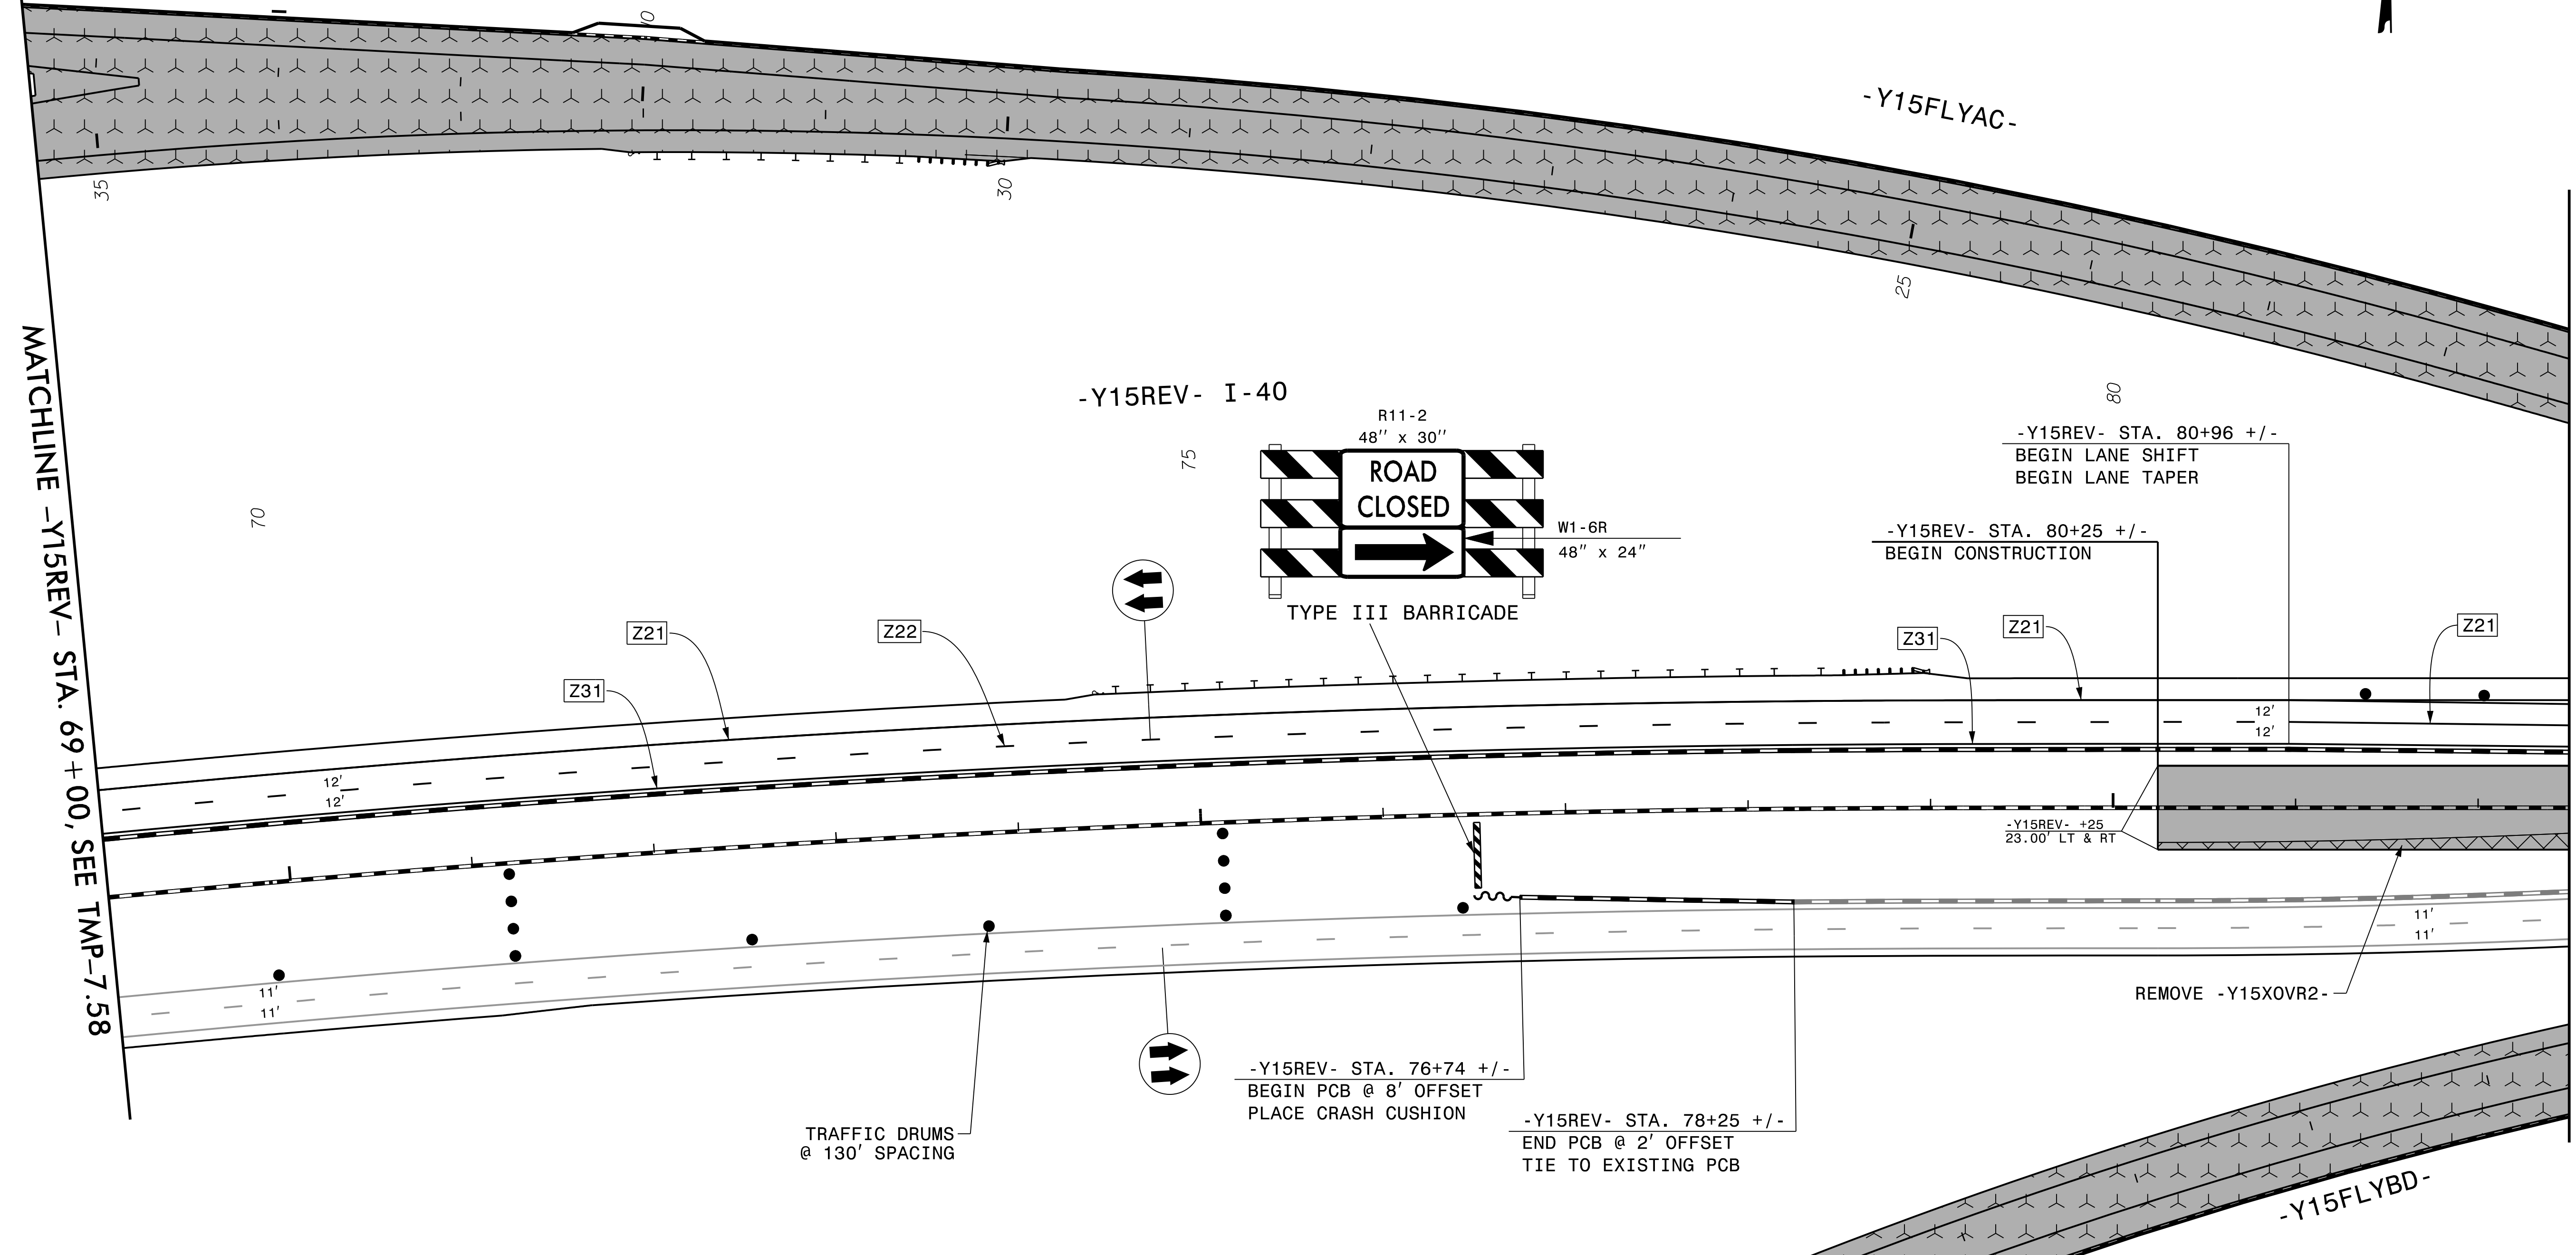 -Y15FLYAC-
35
30
25
MATCHLINE -Y15REV- STA. 69+00, SEE TMP-7.58
-Y15REV- I-40
70
75
80
R11-2
48" x 30"
ROAD
CLOSED
W1-6R
48" x 24"
TYPE III BARRICADE
-Y15REV- STA. 80+96 +/-
BEGIN LANE SHIFT
BEGIN LANE TAPER
-Y15REV- STA. 80+25 +/-
BEGIN CONSTRUCTION
Z21
Z22
Z31
Z31
Z21
Z21
12'
12'
12'
12'
-Y15REV- +25
23.00' LT & RT
11'
11'
11'
11'
REMOVE -Y15XOVR2-
TRAFFIC DRUMS
@ 130' SPACING
-Y15REV- STA. 76+74 +/-
BEGIN PCB @ 8' OFFSET
PLACE CRASH CUSHION
-Y15REV- STA. 78+25 +/-
END PCB @ 2' OFFSET
TIE TO EXISTING PCB
-Y15FLYBD-